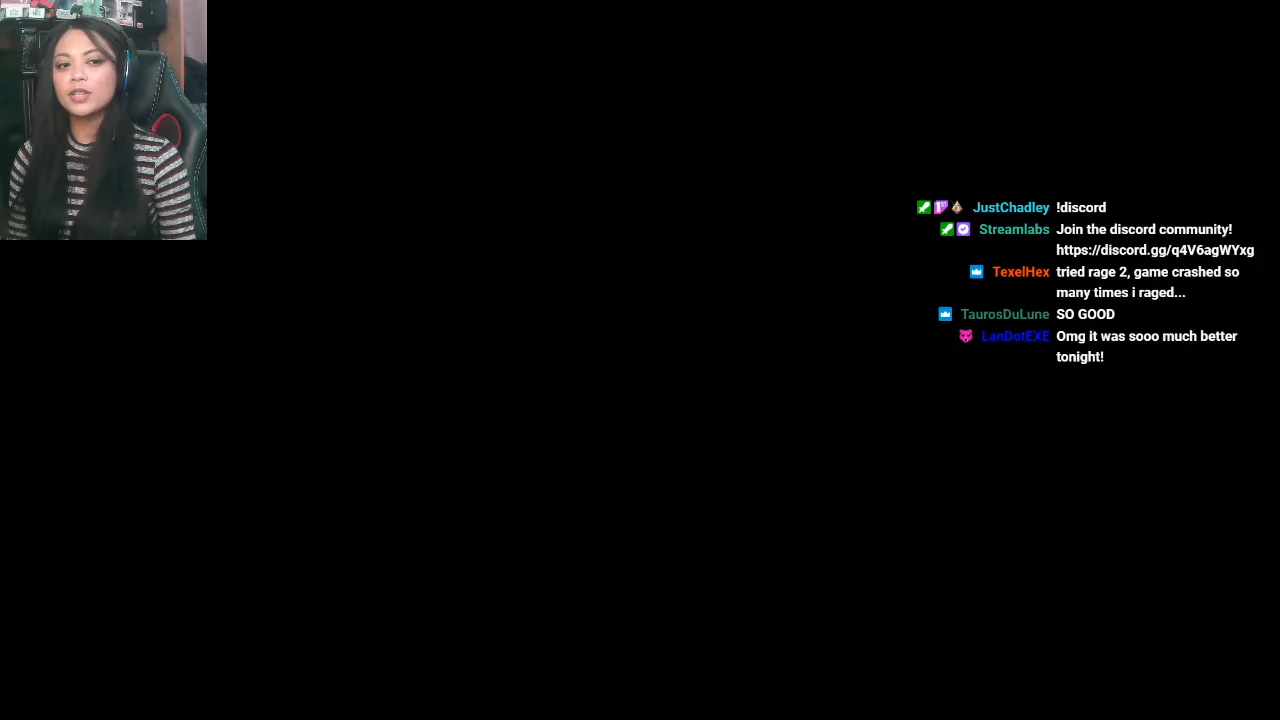 JustChadley !discord
Streamlabs Join the discord community!
https://discord.gg/q4V6agWYxg
TexelHex tried rage 2, game crashed so
many times i raged...
TaurosDuLune SO GOOD
LanDotEXE Omg it was sooo much better
tonight!